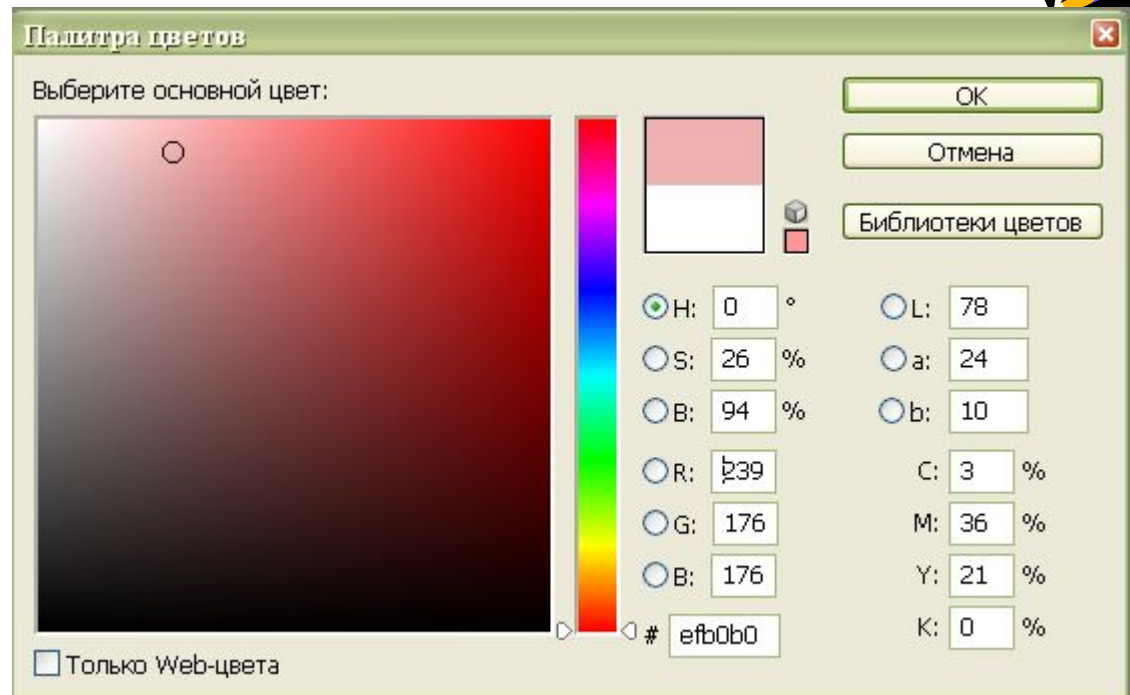 Палитра цветов
Выберите основной цвет:
OK
Отмена
Библиотеки цветов
H: 0 °
L: 78
S: 26 %
a: 24
B: 94 %
b: 10
R: 239
C: 3 %
G: 176
M: 36 %
B: 176
Y: 21 %
# efb0b0
K: 0 %
Только Web-цвета